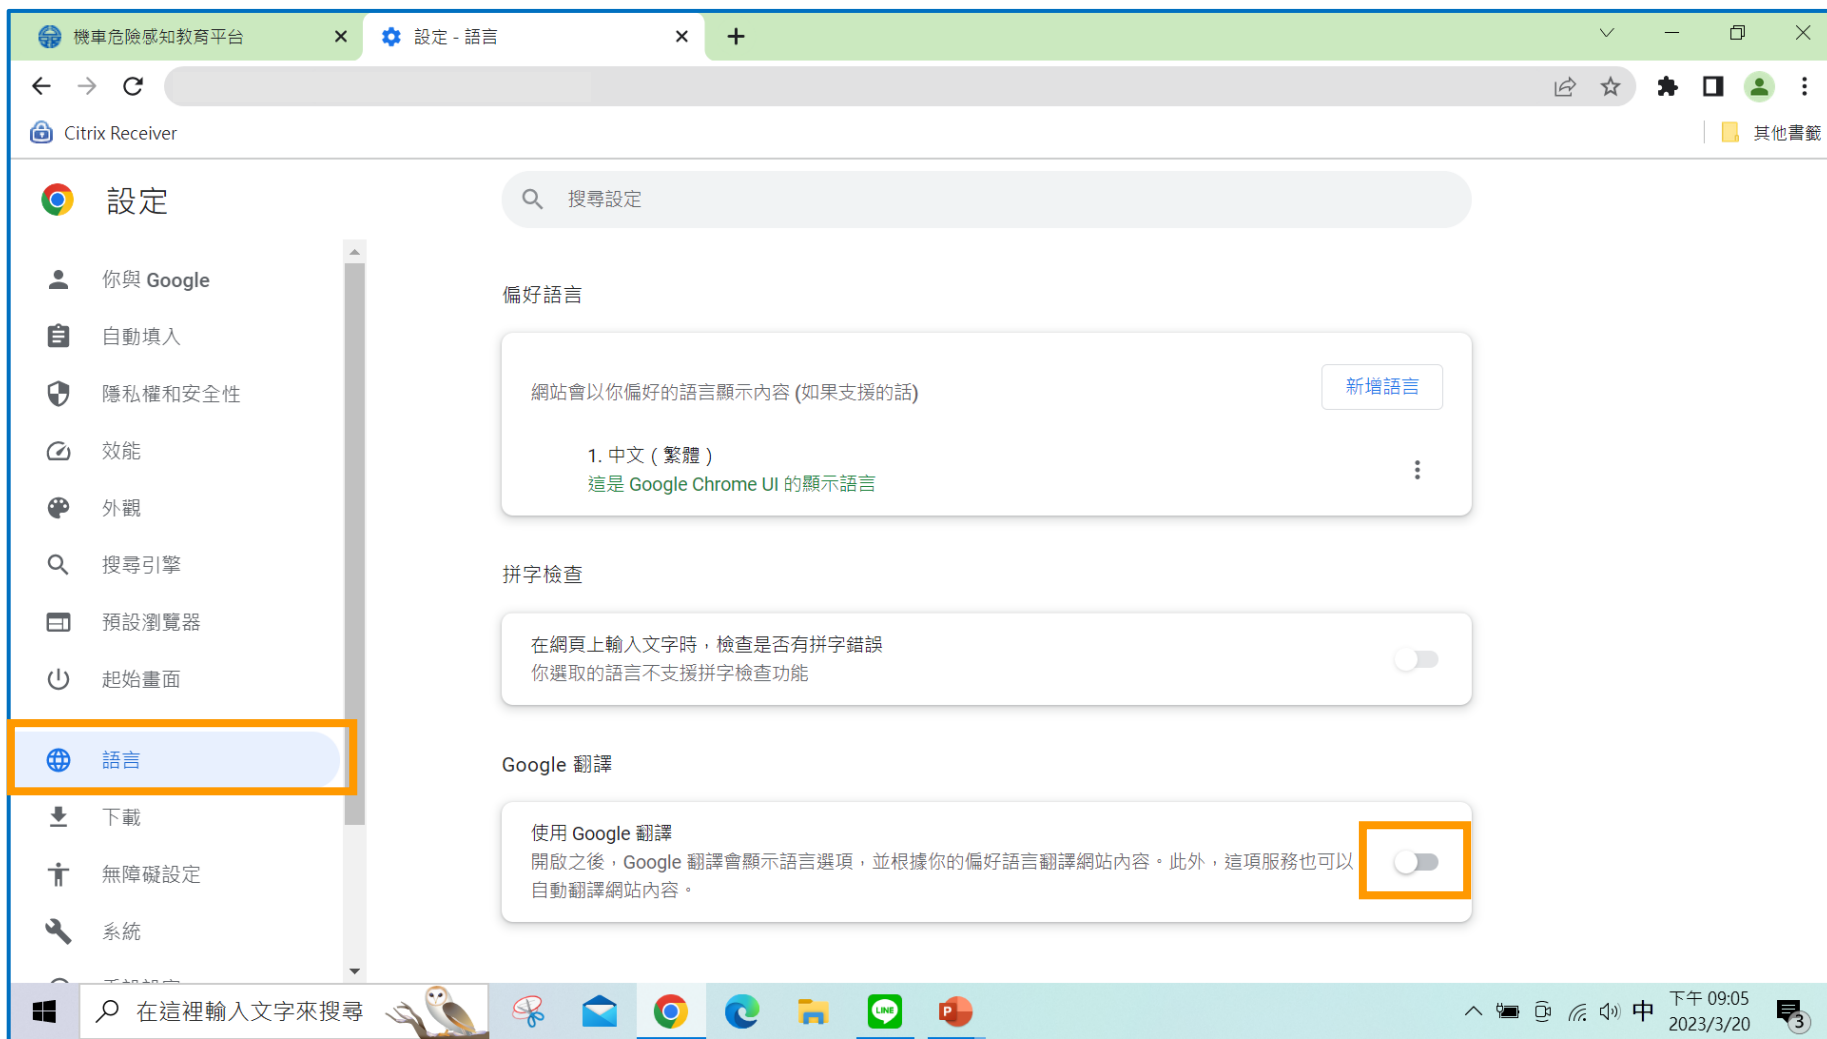 機車危險感知教育平台
設定 - 語言
Citrix Receiver
其他書籤
設定
搜尋設定
你與 Google
自動填入
隱私權和安全性
效能
外觀
搜尋引擎
預設瀏覽器
起始畫面
語言
下載
無障礙設定
系統
偏好語言
網站會以你偏好的語言顯示內容 (如果支援的話)
新增語言
1. 中文（繁體）
這是 Google Chrome UI 的顯示語言
拼字檢查
在網頁上輸入文字時，檢查是否有拼字錯誤
你選取的語言不支援拼字檢查功能
Google 翻譯
使用 Google 翻譯
開啟之後，Google 翻譯會顯示語言選項，並根據你的偏好語言翻譯網站內容。此外，這項服務也可以
自動翻譯網站內容。
在這裡輸入文字來搜尋
LINE
P
中
下午 09:05
2023/3/20
3